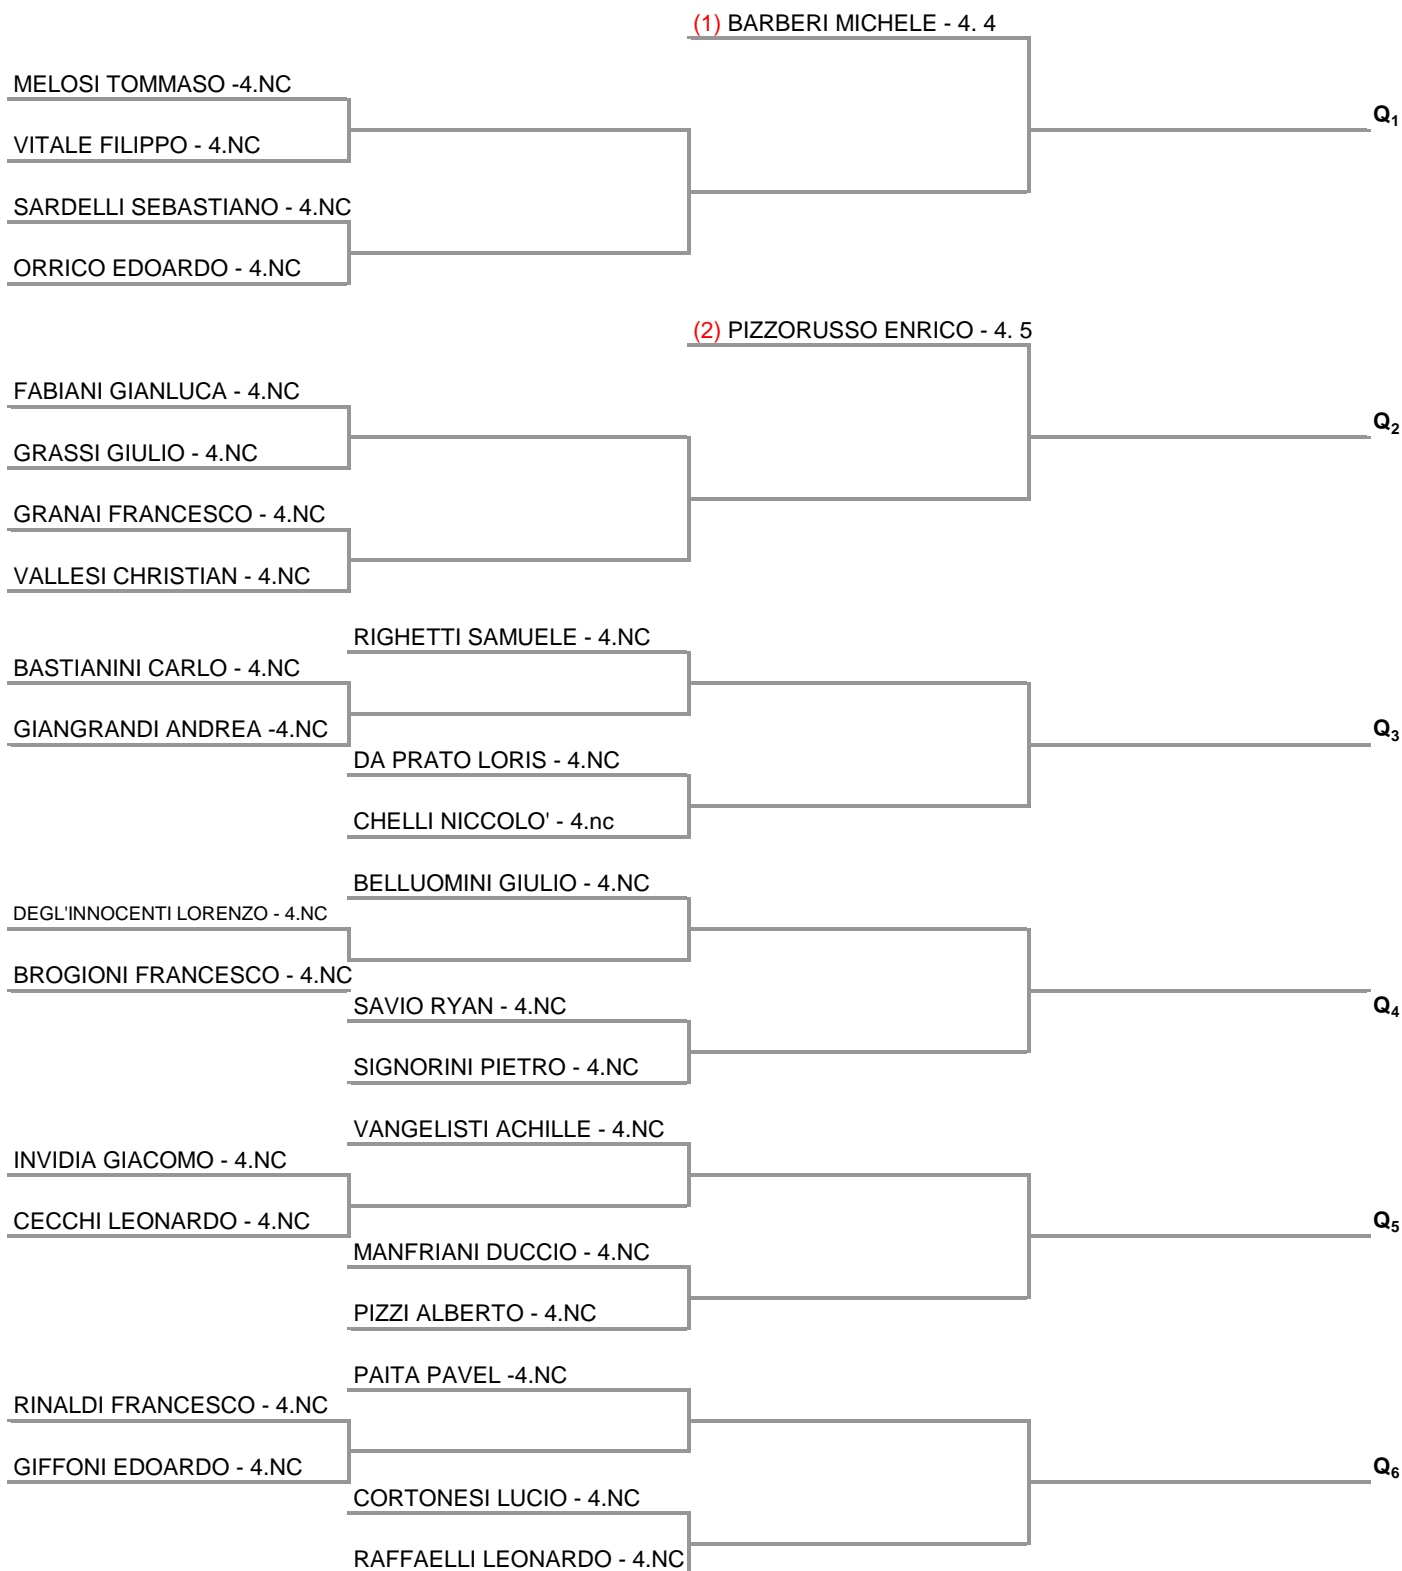 (1) BARBERI MICHELE - 4. 4
MELOSI TOMMASO -4.NC
Q1
VITALE FILIPPO - 4.NC
SARDELLI SEBASTIANO - 4.NC
ORRICO EDOARDO - 4.NC
(2) PIZZORUSSO ENRICO - 4. 5
FABIANI GIANLUCA - 4.NC
Q2
GRASSI GIULIO - 4.NC
GRANAI FRANCESCO - 4.NC
VALLESI CHRISTIAN - 4.NC
RIGHETTI SAMUELE - 4.NC
BASTIANINI CARLO - 4.NC
GIANGRANDI ANDREA -4.NC
Q3
DA PRATO LORIS - 4.NC
CHELLI NICCOLO' - 4.nc
BELLUOMINI GIULIO - 4.NC
DEGL'INNOCENTI LORENZO - 4.NC
BROGIONI FRANCESCO - 4.NC
SAVIO RYAN - 4.NC
Q4
SIGNORINI PIETRO - 4.NC
VANGELISTI ACHILLE - 4.NC
INVIDIA GIACOMO - 4.NC
CECCHI LEONARDO - 4.NC
Q5
MANFRIANI DUCCIO - 4.NC
PIZZI ALBERTO - 4.NC
PAITA PAVEL -4.NC
RINALDI FRANCESCO - 4.NC
GIFFONI EDOARDO - 4.NC
Q6
CORTONESI LUCIO - 4.NC
RAFFAELLI LEONARDO - 4.NC